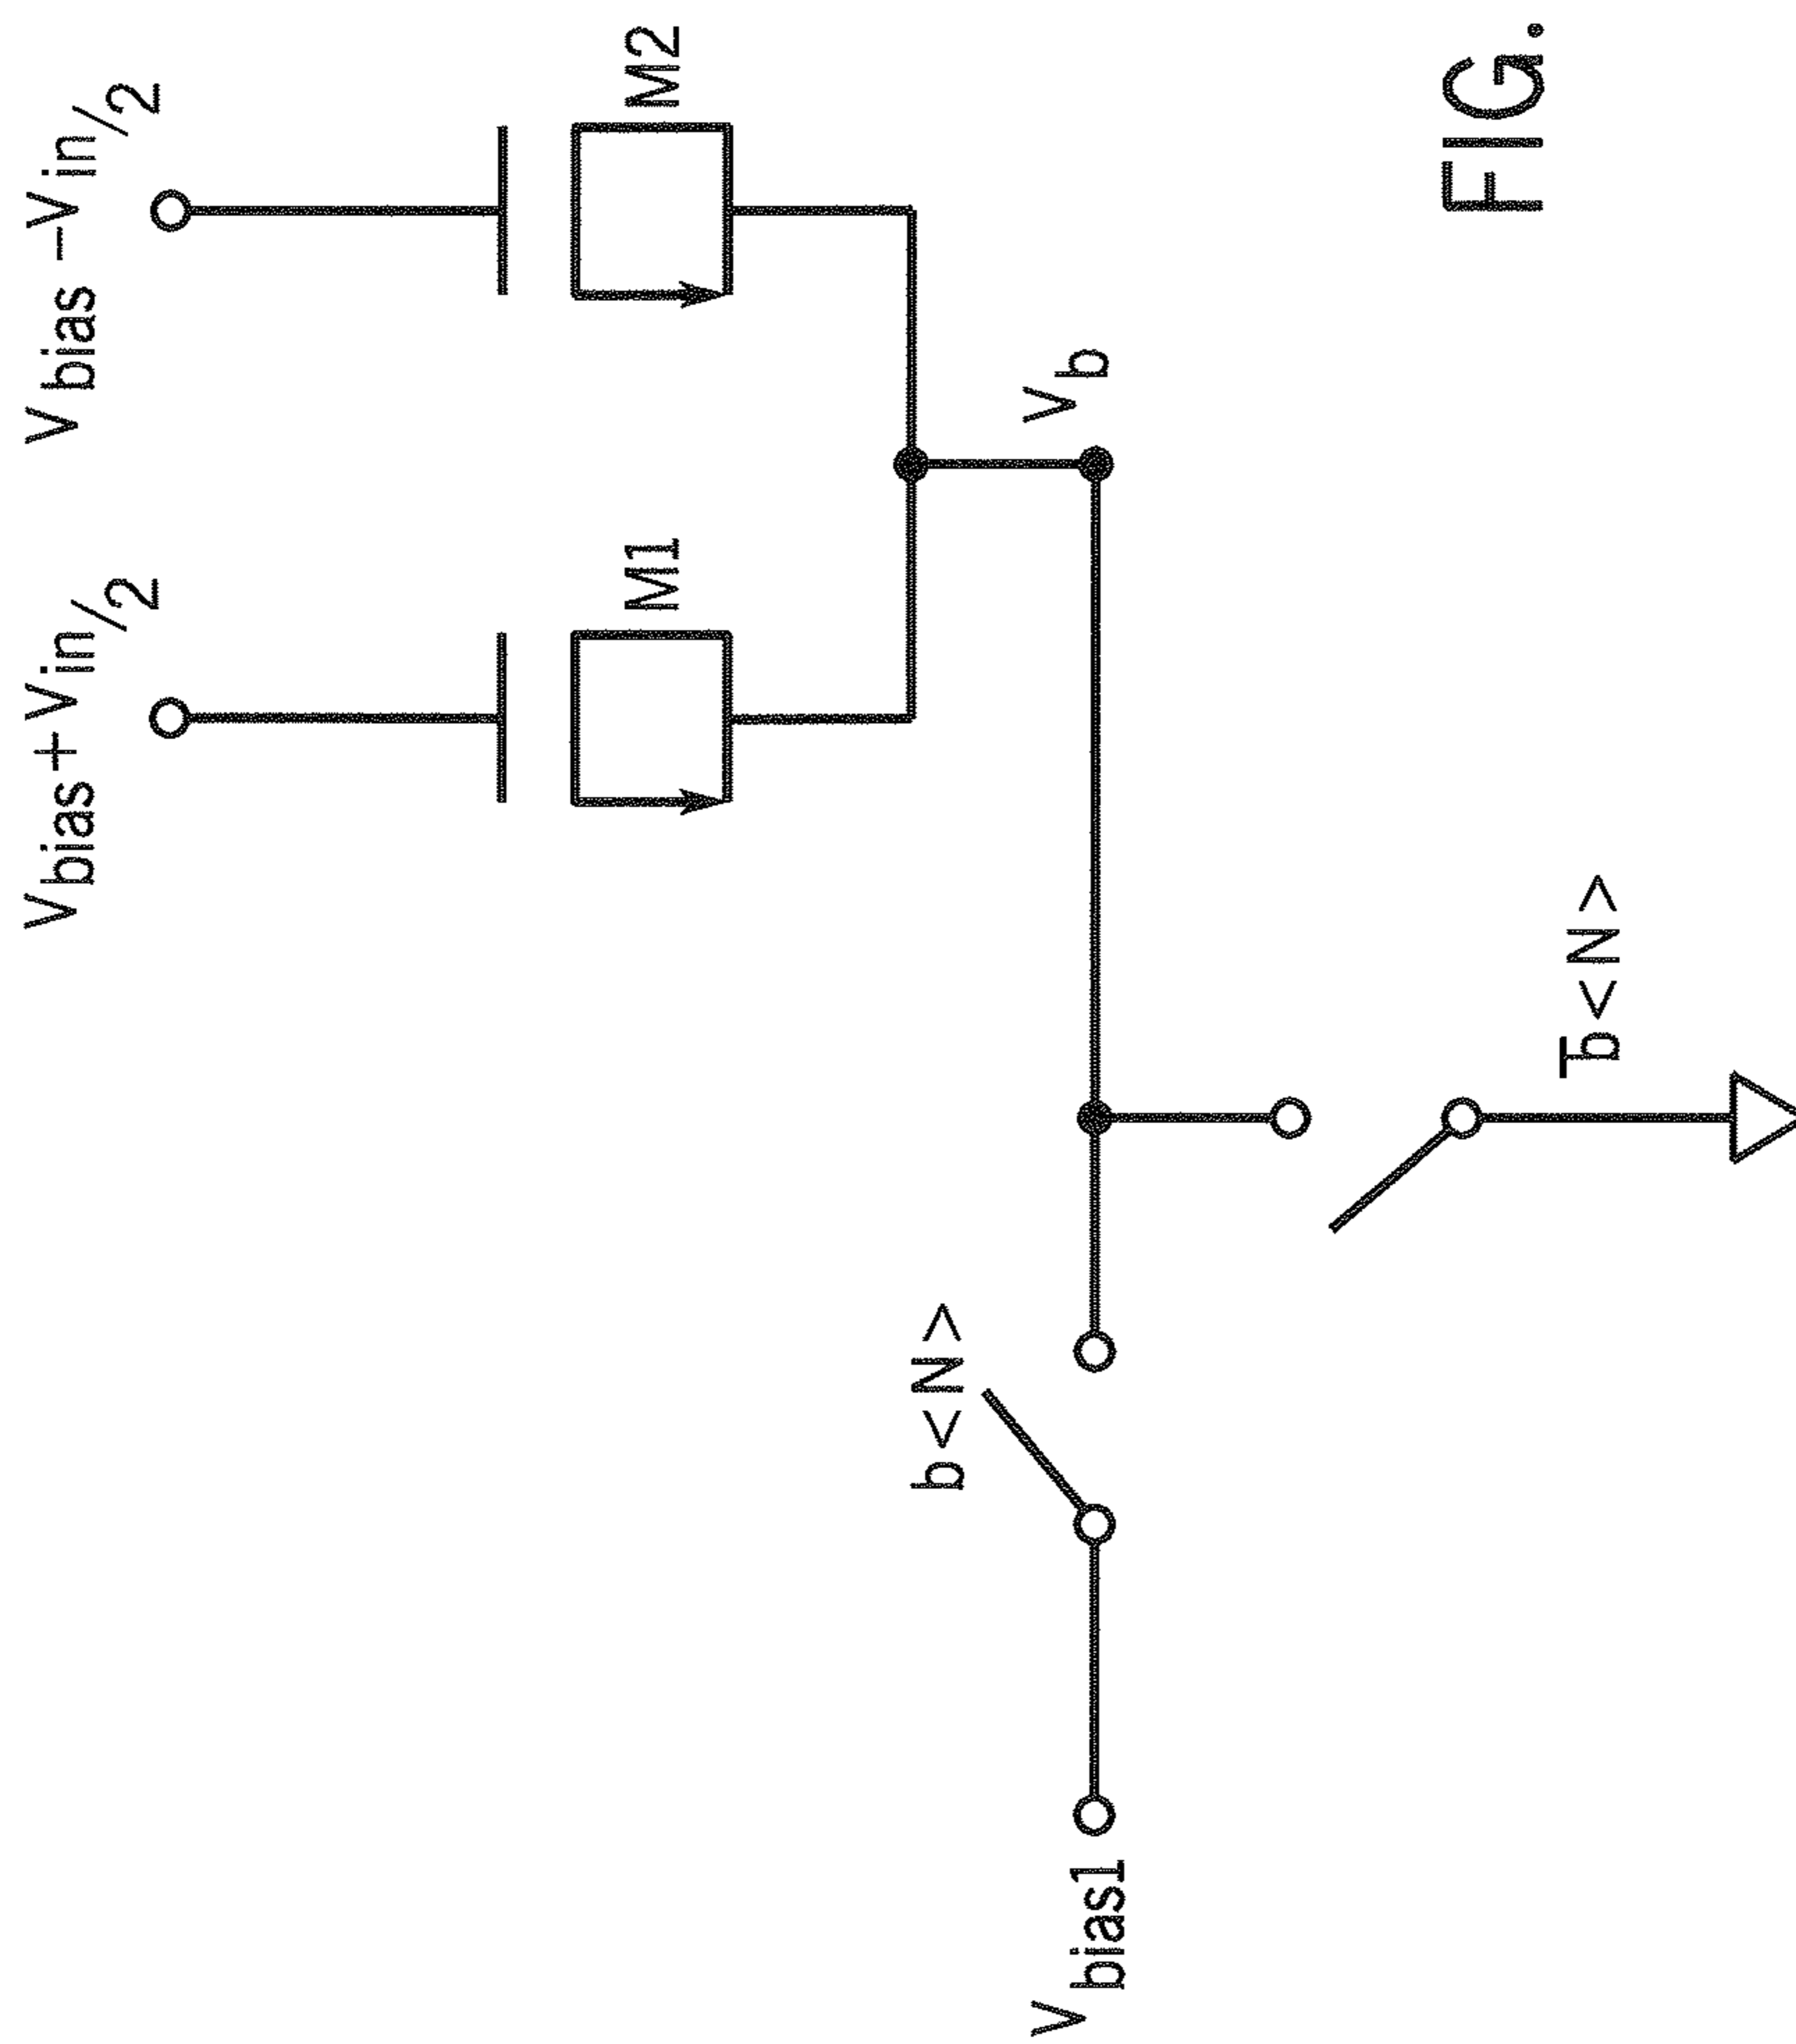 Vbias+Vin/2
Vbias -Vin/2
M1
M2
Vb
b<N>
Vbias1
b̅<N>
FIG.